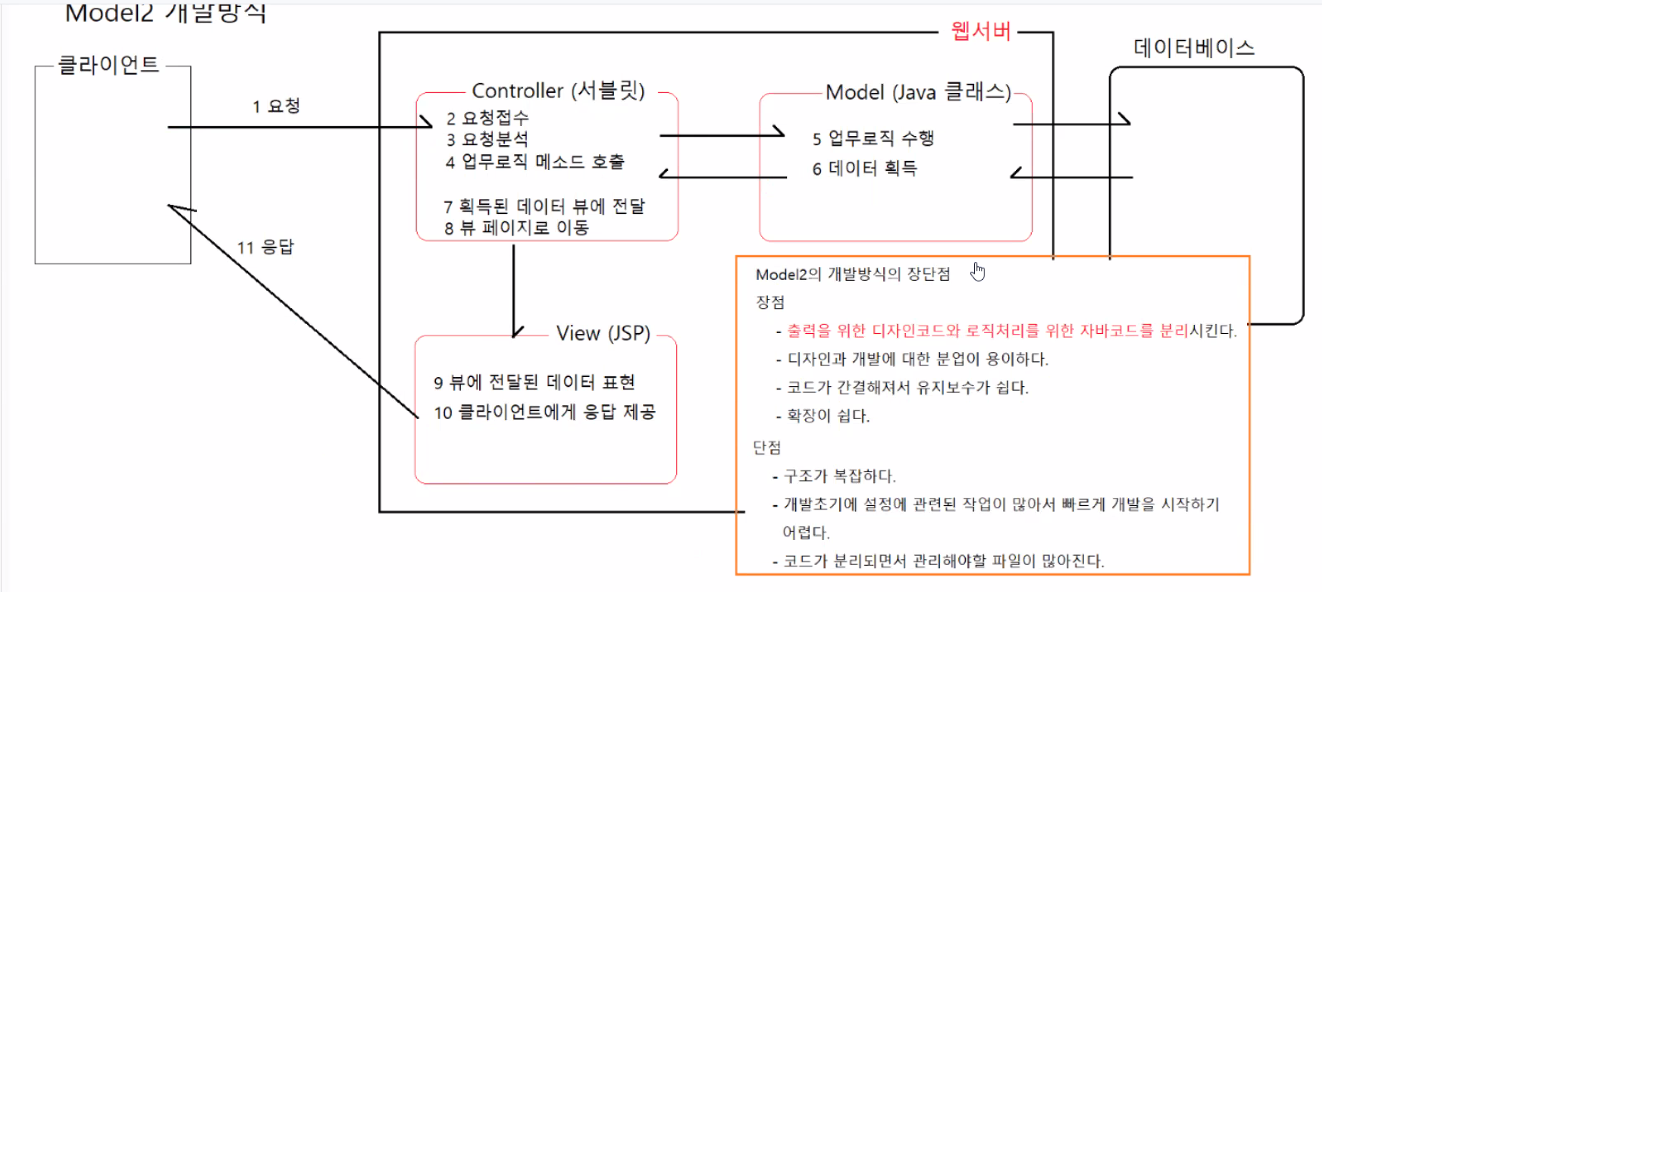 Model2 개발방식
웹서버
데이터베이스
클라이언트
1 요청
Controller (서블릿)
2 요청접수
3 요청분석
4 업무로직 메소드 호출
7 획득된 데이터 뷰에 전달
8 뷰 페이지로 이동
Model (Java 클래스)
5 업무로직 수행
6 데이터 획득
11 응답
View (JSP)
9 뷰에 전달된 데이터 표현
10 클라이언트에게 응답 제공
Model2의 개발방식의 장단점
장점
- 출력을 위한 디자인코드와 로직처리를 위한 자바코드를 분리시킨다.
- 디자인과 개발에 대한 분업이 용이하다.
- 코드가 간결해져서 유지보수가 쉽다.
- 확장이 쉽다.
단점
- 구조가 복잡하다.
- 개발초기에 설정에 관련된 작업이 많아서 빠르게 개발을 시작하기
어렵다.
- 코드가 분리되면서 관리해야할 파일이 많아진다.